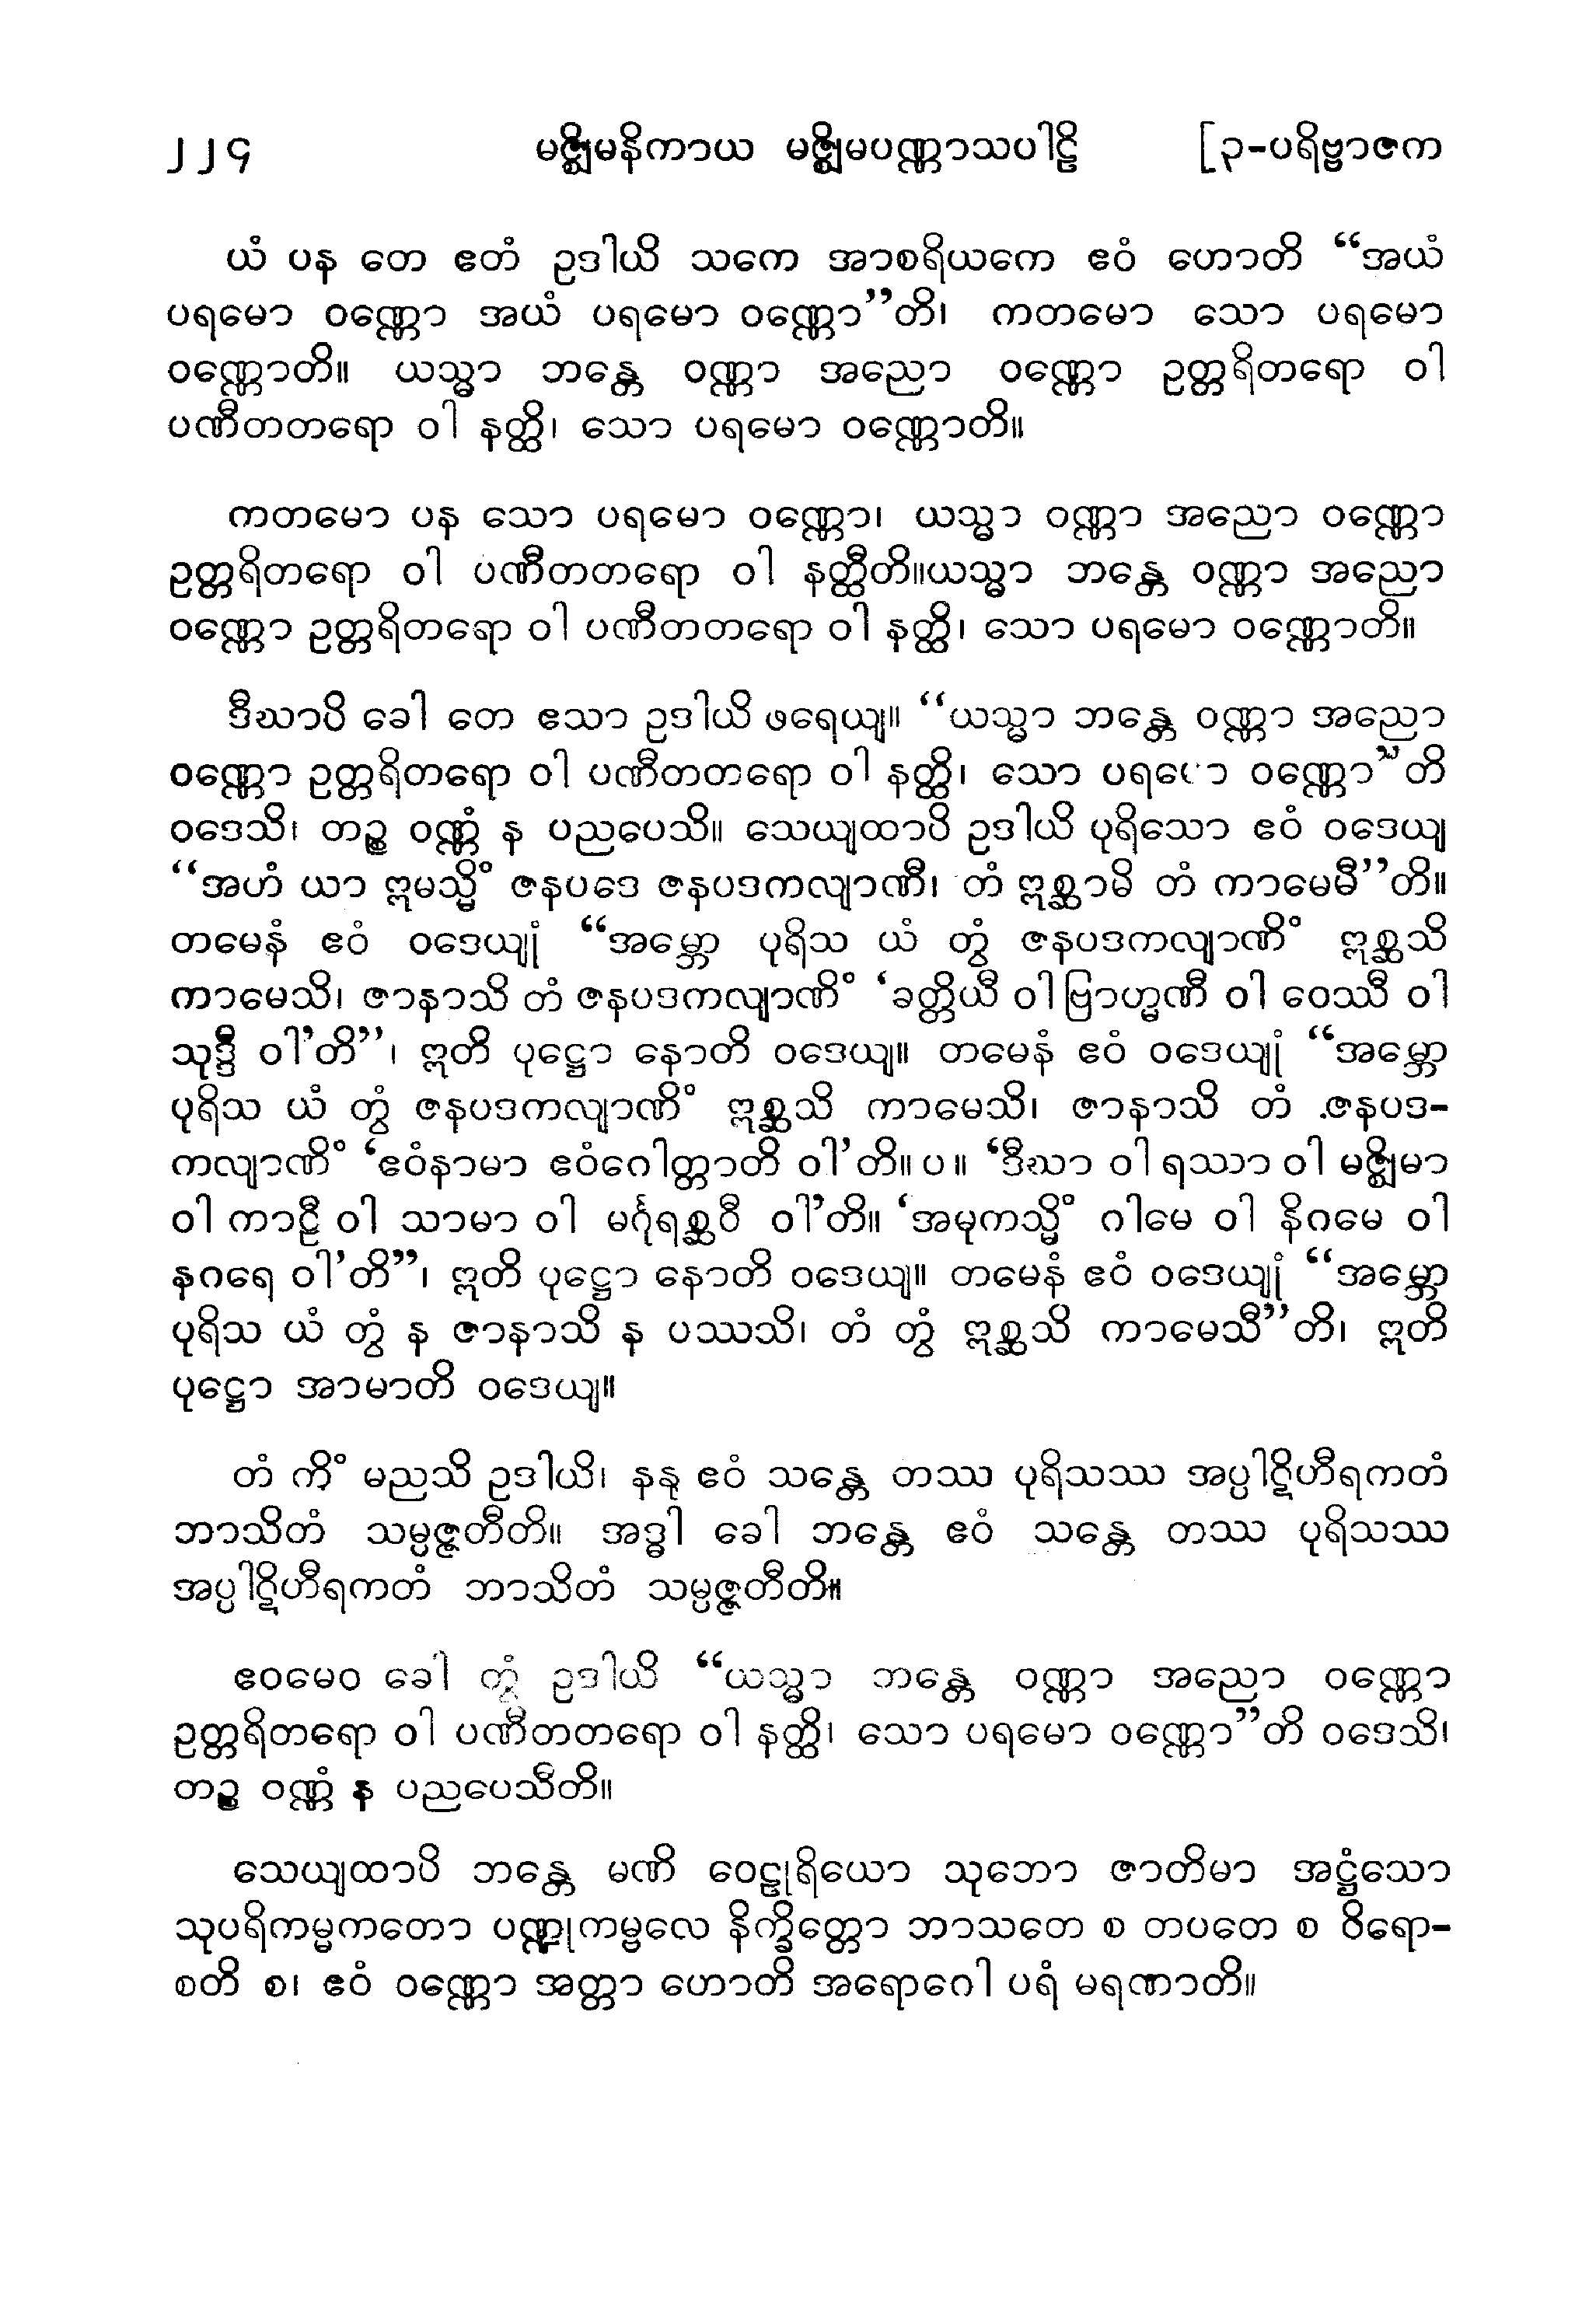 ၂၂၄ မဇ္ဈိမနိကာယ မဇ္ဈိမပဏ္ဏာသပါဠိ [၃-ပရိဗ္ဗာဇက
ယံ ပန တေ ဧတံ ဥဒါယိ သကေ အာစရိယကေ ဧဝံ ဟောတိ “အယံ
ပရမော ဝဏ္ဏော အယံ ပရမော ဝဏ္ဏော”တိ၊ ကတမော သော ပရမော
ဝဏ္ဏောတိ။ ယသ္မာ ဘန္တေ ဝဏ္ဏာ အညော ဝဏ္ဏော ဥတ္တရိတရော ဝါ
ပဏီတတရော ဝါ နတ္ထိ၊ သော ပရမော ဝဏ္ဏောတိ။
ကတမော ပန သော ပရမော ဝဏ္ဏော၊ ယသ္မာ ဝဏ္ဏာ အညော ဝဏ္ဏော
ဥတ္တရိတရော ဝါ ပဏီတတရော ဝါ နတ္ထီတိ။ယသ္မာ ဘန္တေ ဝဏ္ဏာ အညော
ဝဏ္ဏော ဥတ္တရိတရော ဝါ ပဏီတတရော ဝါ နတ္ထိ၊ သော ပရမော ဝဏ္ဏောတိ။
ဒီဃာပိ ခေါ တေ ဧသာ ဥဒါယိ ဖရေယျ။ “ယသ္မာ ဘန္တေ ဝဏ္ဏာ အညော
ဝဏ္ဏော ဥတ္တရိတရော ဝါ ပဏီတတရော ဝါ နတ္ထိ၊ သော ပရမော ဝဏ္ဏော”တိ
ဝဒေသိ၊ တဉ္စ ဝဏ္ဏံ န ပညပေသိ။ သေယျထာပိ ဥဒါယိ ပုရိသော ဧဝံ ဝဒေယျ
“အဟံ ယာ ဣမသ္မိံ ဇနပဒေ ဇနပဒကလျာဏီ၊ တံ ဣစ္ဆာမိ တံ ကာမေမီ”တိ။
တမေနံ ဧဝံ ဝဒေယျုံ “အမ္ဘော ပုရိသ ယံ တွံ ဇနပဒကလျာဏိံ ဣစ္ဆသိ
ကာမေသိ၊ ဇာနာသိ တံ ဇနပဒကလျာဏိံ ‘ခတ္တိယီ ဝါ ဗြာဟ္မဏီ ဝါ ဝေဿီ ဝါ
သုဒ္ဒီ ဝါ’တိ”၊ ဣတိ ပုဋ္ဌော နောတိ ဝဒေယျ။ တမေနံ ဧဝံ ဝဒေယျုံ “အမ္ဘော
ပုရိသ ယံ တွံ ဇနပဒကလျာဏိံ ဣစ္ဆသိ ကာမေသိ၊ ဇာနာသိ တံ ဇနပဒ-
ကလျာဏိံ ‘ဧဝံနာမာ ဧဝံဂေါတ္တာတိ ဝါ’တိ။ ပ ။ ‘ဒီဃာ ဝါ ရဿာ ဝါ မဇ္ဈိမာ
ဝါ ကာဠီ ဝါ သာမာ ဝါ မင်္ဂုရစ္ဆဝီ ဝါ’တိ။ ‘အမုကသ္မိံ ဂါမေ ဝါ နိဂမေ ဝါ
နဂရေ ဝါ’တိ”၊ ဣတိ ပုဋ္ဌော နောတိ ဝဒေယျ။ တမေနံ ဧဝံ ဝဒေယျုံ “အမ္ဘော
ပုရိသ ယံ တွံ န ဇာနာသိ န ပဿသိ၊ တံ တွံ ဣစ္ဆသိ ကာမေသီ”တိ၊ ဣတိ
ပုဋ္ဌော အာမာတိ ဝဒေယျ။
တံ ကိံ မညသိ ဥဒါယိ၊ နနု ဧဝံ သန္တေ တဿ ပုရိသဿ အပ္ပါဋိဟီရကတံ
ဘာသိတံ သမ္ပဇ္ဇတီတိ။ အဒ္ဓါ ခေါ ဘန္တေ ဧဝံ သန္တေ တဿ ပုရိသဿ
အပ္ပါဋိဟီရကတံ ဘာသိတံ သမ္ပဇ္ဇတီတိ။
ဧဝမေဝ ခေါ တွံ ဥဒါယိ “ယသ္မာ ဘန္တေ ဝဏ္ဏာ အညော ဝဏ္ဏော
ဥတ္တရိတရော ဝါ ပဏီတတရော ဝါ နတ္ထိ၊ သော ပရမော ဝဏ္ဏော”တိ ဝဒေသိ၊
တဉ္စ ဝဏ္ဏံ န ပညပေသီတိ။
သေယျထာပိ ဘန္တေ မဏိ ဝေဠုရိယော သုဘော ဇာတိမာ အဋ္ဌံသော
သုပရိကမ္မကတော ပဏ္ဍုကမ္ဗလေ နိက္ခိတ္တော ဘာသတေ စ တပတေ စ ဝိရော-
စတိ စ၊ ဧဝံ ဝဏ္ဏော အတ္တာ ဟောတိ အရောဂေါ ပရံ မရဏာတိ။